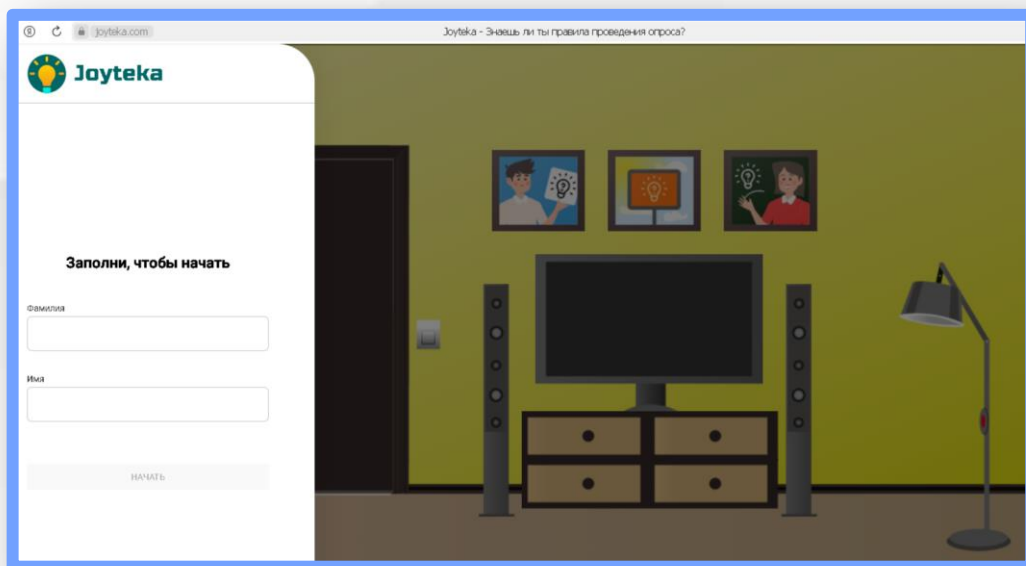 joyteka.com
Joyteka - Знаешь ли ты правила проведения опроса?
Joyteka
Заполни, чтобы начать
Фамилия
Имя
НАЧАТЬ